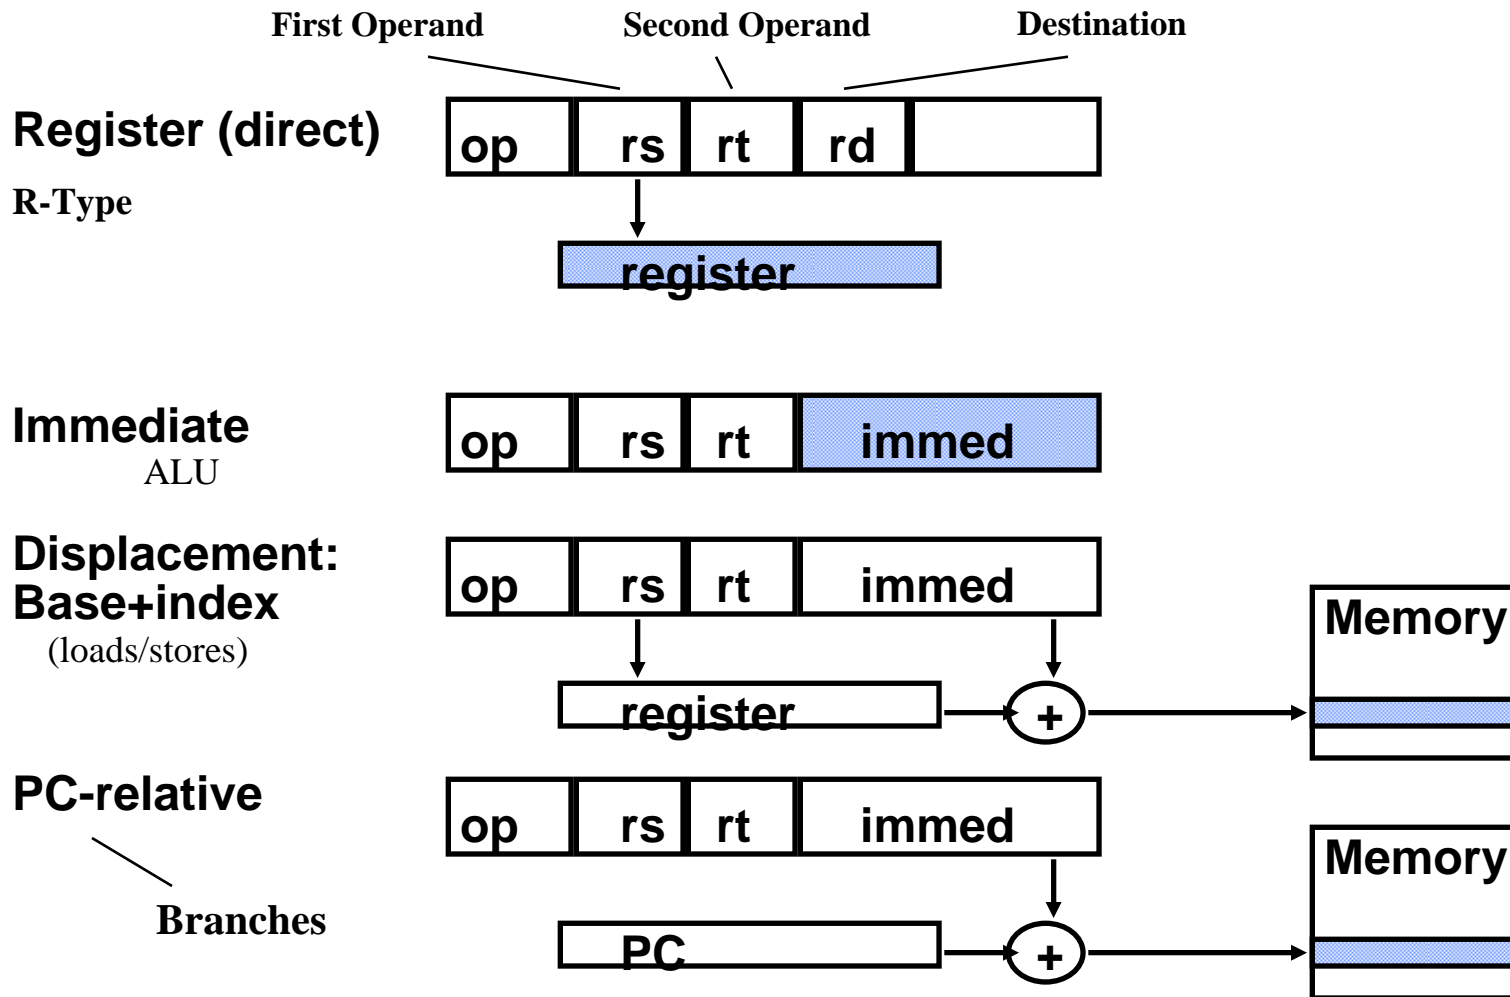 First Operand Second Operand Destination
Register (direct)
op rs rt rd
R-Type
register
Immediate
ALU
op rs rt immed
Displacement:
Base+index
(loads/stores)
op rs rt immed
Memory
register +
PC-relative
op rs rt immed
Memory
Branches
PC +